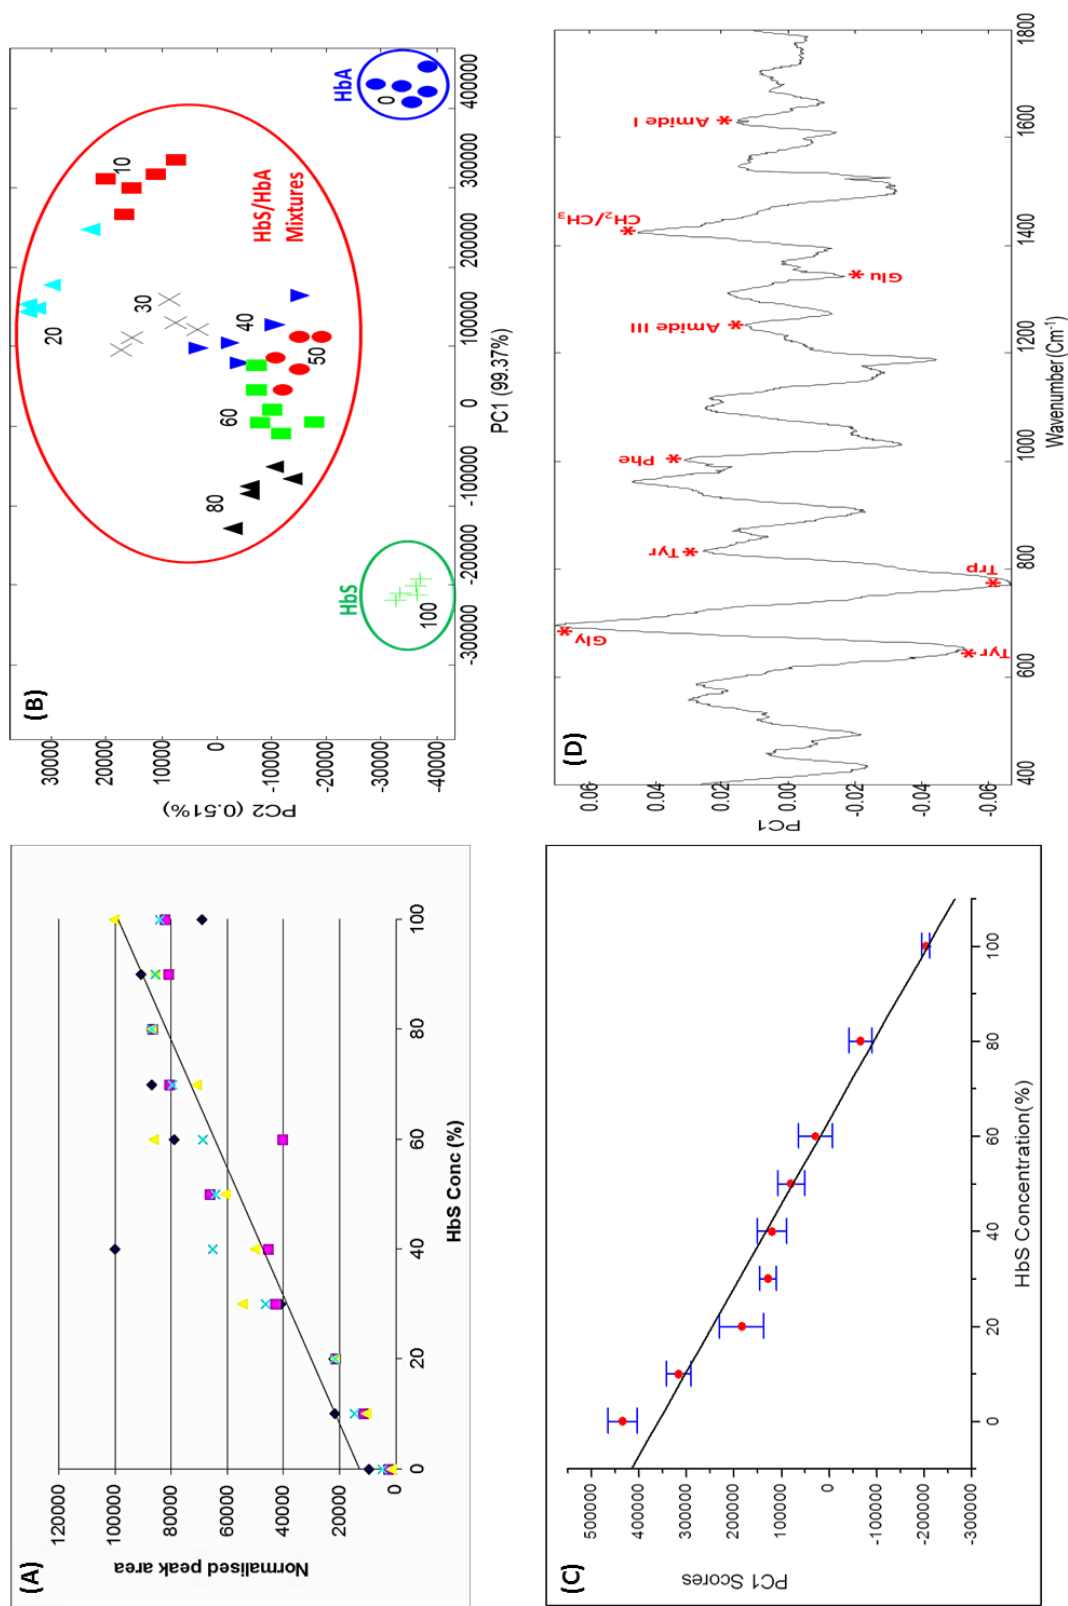 (A)
Normalised peak area
120000
100000
80000
60000
40000
20000
0
0
20
40
60
80
100
HbS Conc (%)
(B)
PC2 (0.51%)
30000
20000
10000
0
-10000
-20000
-30000
-40000
-300000
-200000
-100000
0
100000
200000
300000
400000
PC1 (99.37%)
HbS
100
80
60
50
40
30
20
10
HbS/HbA
Mixtures
HbA
0
(C)
PC1 Scores
500000
400000
300000
200000
100000
0
-100000
-200000
-300000
0
20
40
60
80
100
HbS Concentration(%)
(D)
PC1
0.06
0.04
0.02
0.00
-0.02
-0.04
-0.06
400
600
800
1000
1200
1400
1600
1800
Wavenumber(Cm⁻¹)
* Tyr
* Gly
* Trp
* Tyr
* Phe
* Amide III
* Glu
* CH₂/CH₃
* Amide I